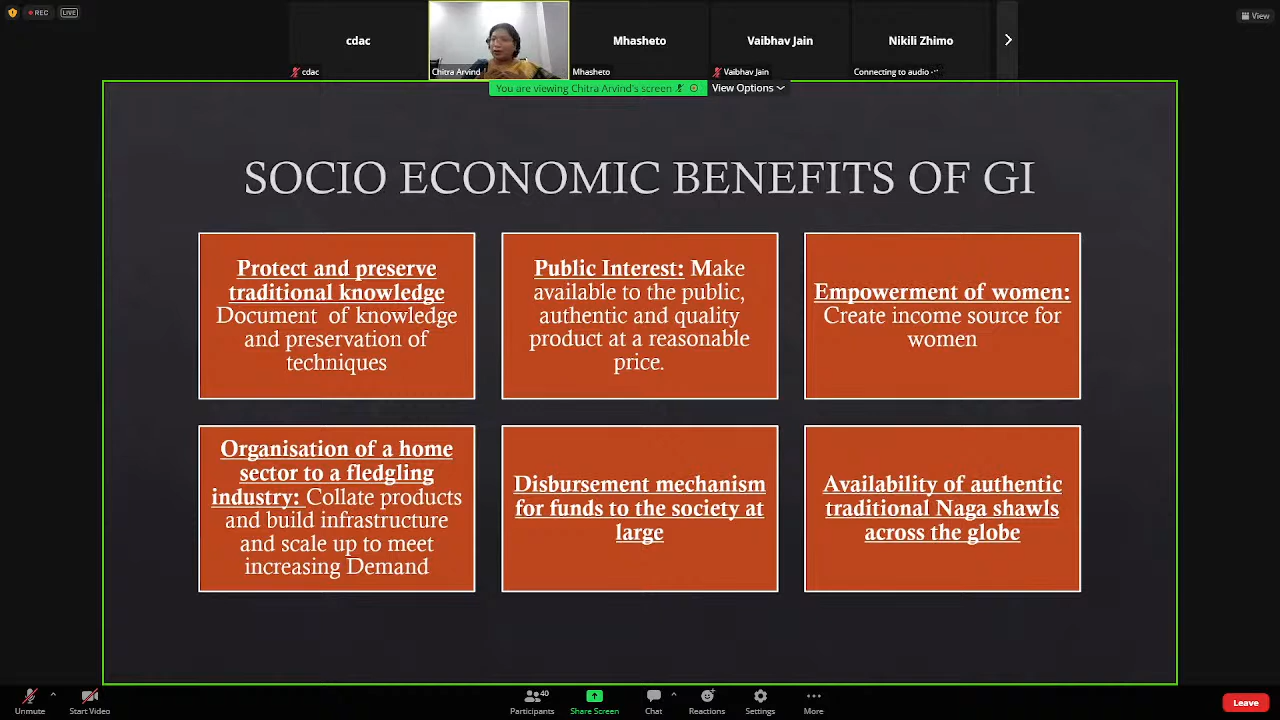 REC
LIVE
View
cdac
Mhasheto
Vaibhav Jain
Nikili Zhimo
cdac
Chitra Arvind
Mhasheto
Vaibhav Jain
Connecting to audio
You are viewing Chitra Arvind's screen
View Options
SOCIO ECONOMIC BENEFITS OF GI
Protect and preserve
traditional knowledge
Document of knowledge
and preservation of
techniques
Public Interest: Make
available to the public,
authentic and quality
product at a reasonable
price.
Empowerment of women:
Create income source for
women
Organisation of a home
sector to a fledgling
industry: Collate products
and build infrastructure
and scale up to meet
increasing Demand
Disbursement mechanism
for funds to the society at
large
Availability of authentic
traditional Naga shawls
across the globe
Unmute
Start Video
40
Participants
Share Screen
Chat
Reactions
Settings
More
Leave